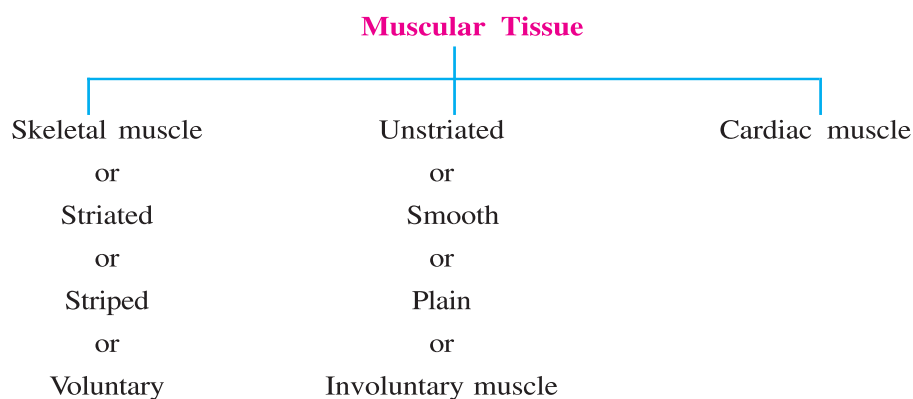 Muscular Tissue
Skeletal muscle
or
Striated
or
Striped
or
Voluntary
Unstriated
or
Smooth
or
Plain
or
Involuntary muscle
Cardiac muscle